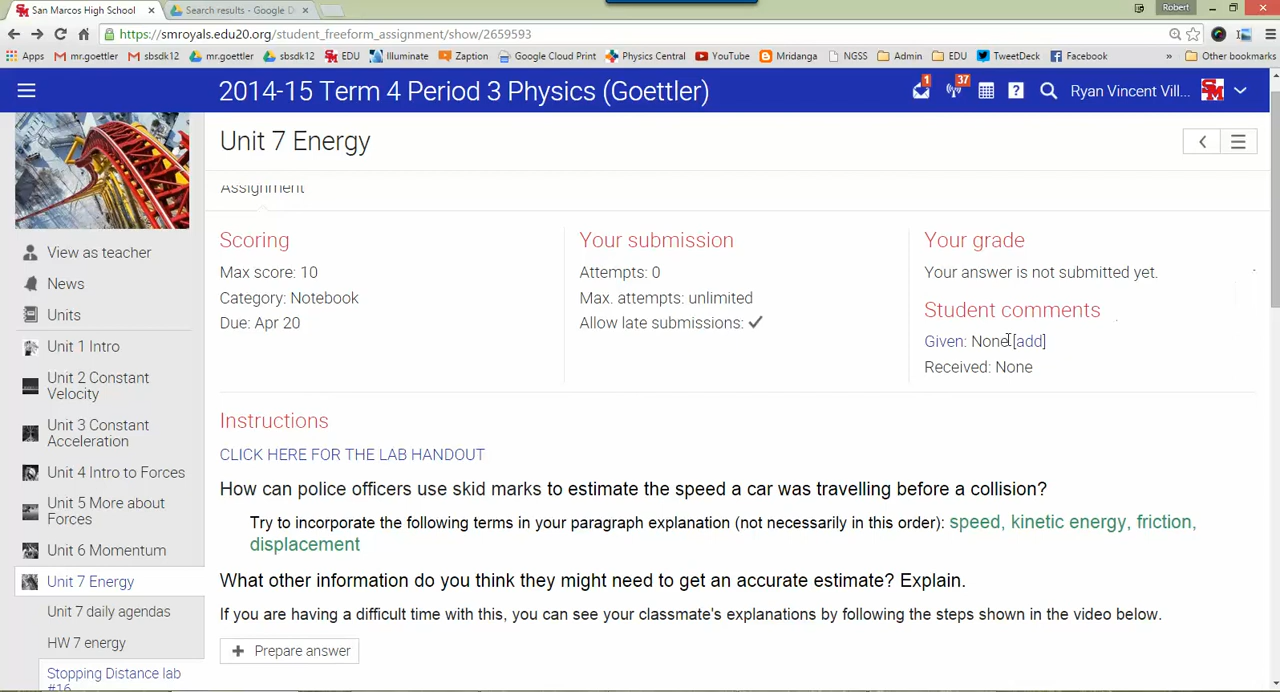 San Marcos High School
Search results - Google D
Robert
https://smroyals.edu20.org/student_freeform_assignment/show/2659593
Apps mr.goettler sbsdk12 mr.goettler sbsdk12 EDU Illuminate Zaption Google Cloud Print Physics Central YouTube Mridanga NGSS Admin EDU TweetDeck Facebook » Other bookmarks
2014-15 Term 4 Period 3 Physics (Goettler)
1 37 ? Ryan Vincent Vill...
Unit 7 Energy
Assignment
View as teacher
News
Units
Unit 1 Intro
Unit 2 Constant
Velocity
Unit 3 Constant
Acceleration
Unit 4 Intro to Forces
Unit 5 More about
Forces
Unit 6 Momentum
Unit 7 Energy
Unit 7 daily agendas
HW 7 energy
Stopping Distance lab
#16
Scoring
Max score: 10
Category: Notebook
Due: Apr 20
Your submission
Attempts: 0
Max. attempts: unlimited
Allow late submissions: ✓
Your grade
Your answer is not submitted yet.
Student comments
Given: None [add]
Received: None
Instructions
CLICK HERE FOR THE LAB HANDOUT
How can police officers use skid marks to estimate the speed a car was travelling before a collision?
Try to incorporate the following terms in your paragraph explanation (not necessarily in this order): speed, kinetic energy, friction,
displacement
What other information do you think they might need to get an accurate estimate? Explain.
If you are having a difficult time with this, you can see your classmate's explanations by following the steps shown in the video below.
+ Prepare answer